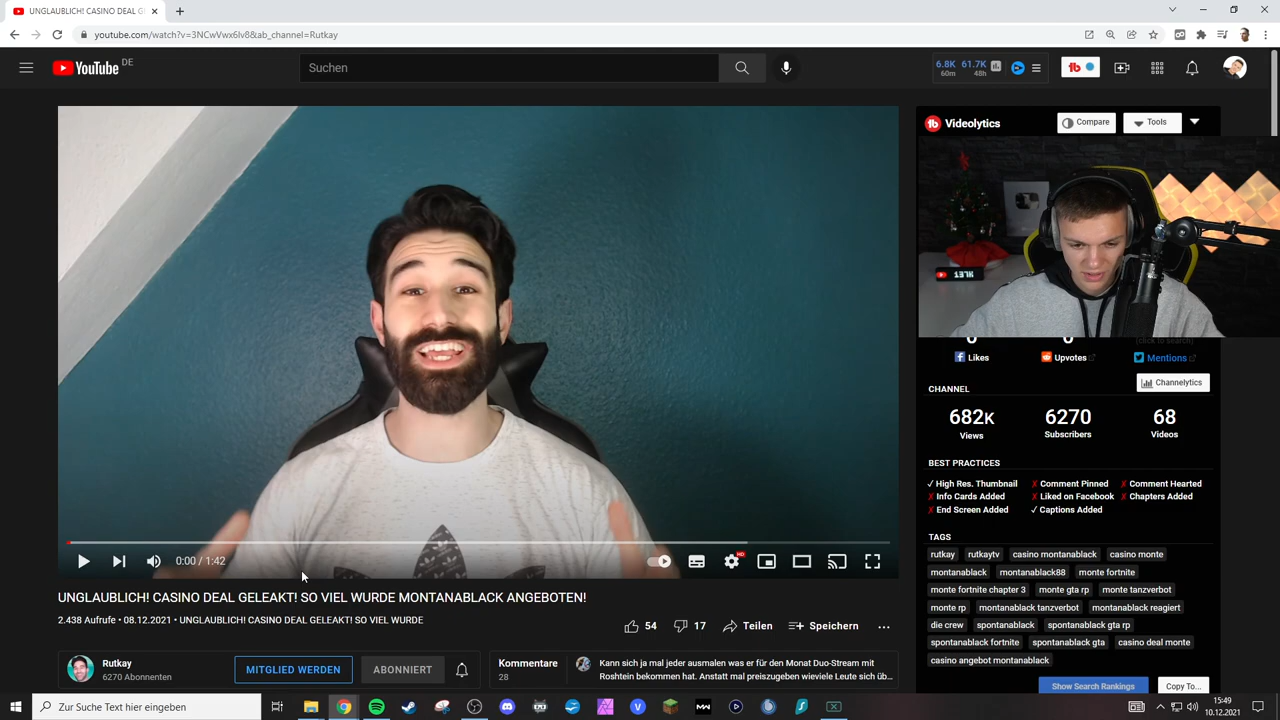 UNGLAUBLICH! CASINO DEAL G
youtube.com/watch?v=3NCwVwx6lv8&ab_channel=Rutkay
YouTube DE
Suchen
6.8K 61.7K
60m 48h
Videolytics
Compare
Tools
137K
Likes
Upvotes
Mentions
CHANNEL
Channelytics
682K 6270 68
Views Subscribers Videos
BEST PRACTICES
✓ High Res. Thumbnail ✗ Comment Pinned ✗ Comment Hearted
✗ Info Cards Added ✗ Liked on Facebook ✗ Chapters Added
✗ End Screen Added ✓ Captions Added
TAGS
rutkay rutkaytv casino montanablack casino monte
montanablack montanablack88 monte fortnite
monte fortnite chapter 3 monte gta rp monte tanzverbot
monte rp montanablack tanzverbot montanablack reagiert
die crew spontanablack spontanablack gta rp
spontanablack fortnite spontanablack gta casino deal monte
casino angebot montanablack
Show Search Rankings Copy To...
0:00 / 1:42
HD
UNGLAUBLICH! CASINO DEAL GELEAKT! SO VIEL WURDE MONTANABLACK ANGEBOTEN!
2.438 Aufrufe • 08.12.2021 • UNGLAUBLICH! CASINO DEAL GELEAKT! SO VIEL WURDE
54 17 Teilen Speichern
Rutkay
6270 Abonnenten
MITGLIED WERDEN
ABONNIERT
Kommentare
28
Kann sich ja mal jeder ausmalen was er für den Monat Duo-Stream mit
Roshtein bekommen hat. Anstatt mal preiszugeben wieviele Leute sich üb...
Zur Suche Text hier eingeben
15:49
10.12.2021